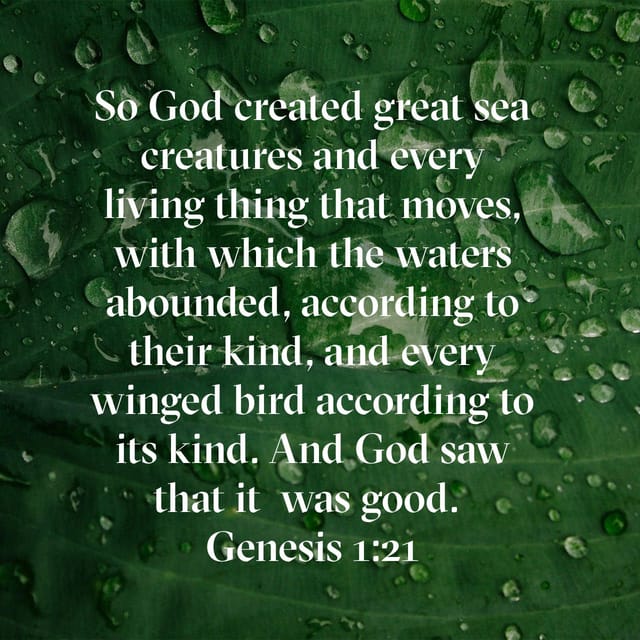 So God created great sea
creatures and every
living thing that moves,
with which the waters
abounded, according to
their kind, and every
winged bird according to
its kind. And God saw
that it  was good.
Genesis 1:21